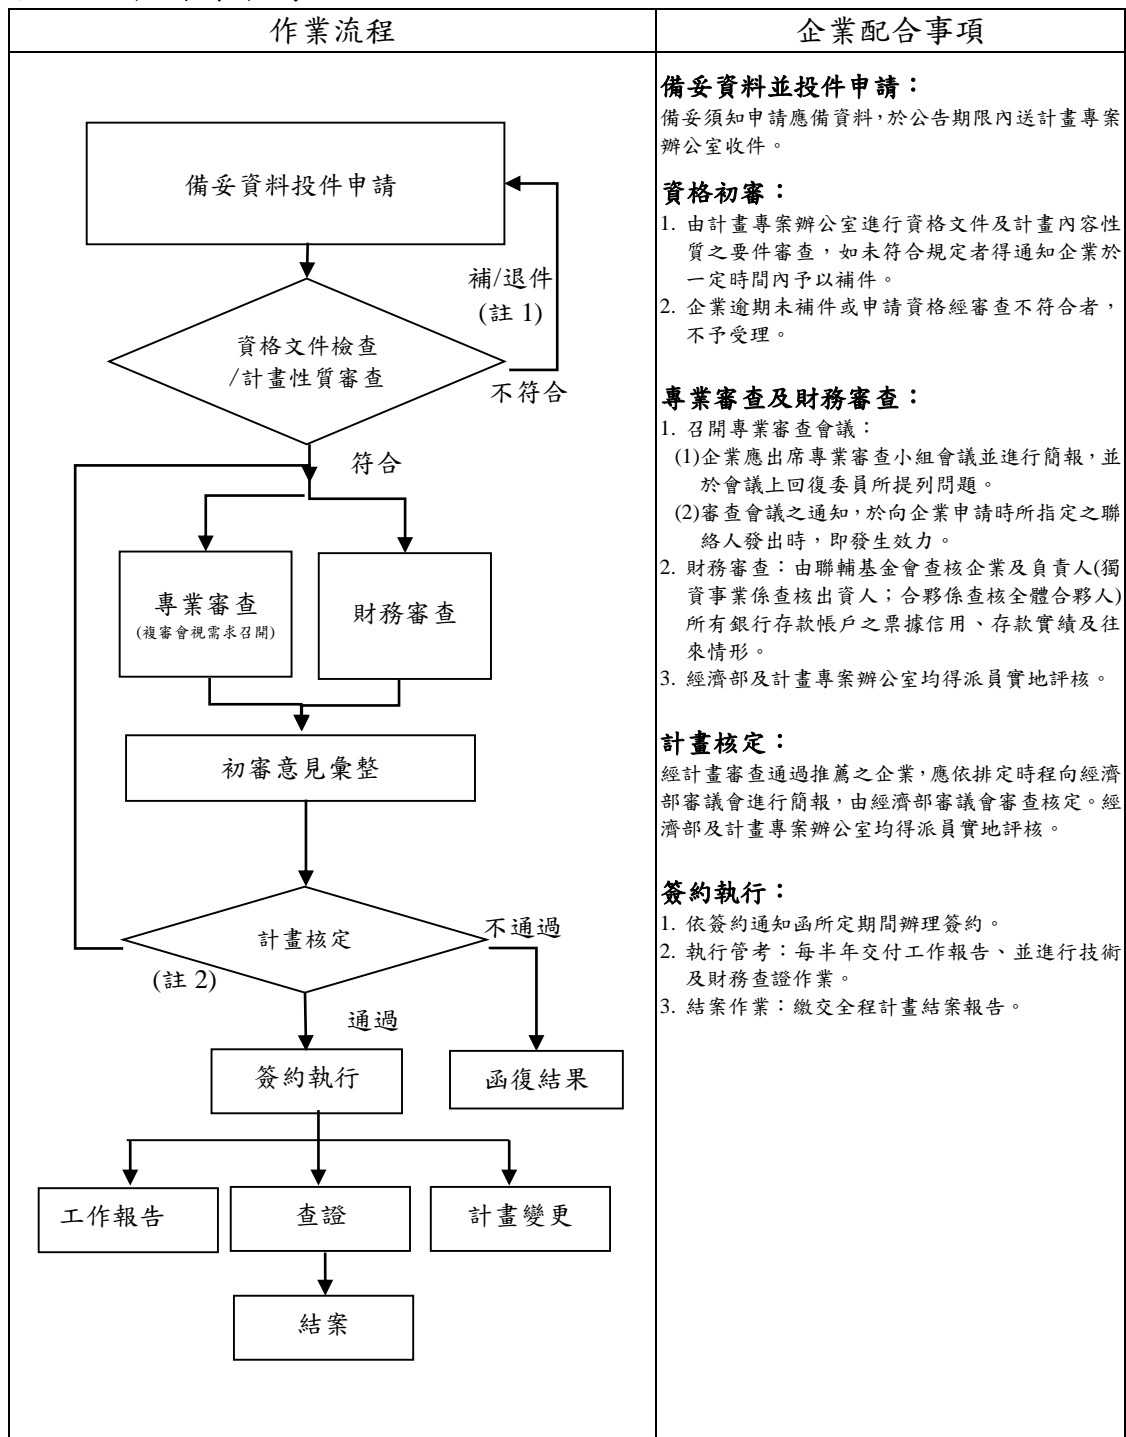 作業流程
企業配合事項
備妥資料投件申請
補/退件
(註 1)
資格文件檢查
/計畫性質審查
不符合
符合
專業審查
(複審會視需求召開)
財務審查
初審意見彙整
計畫核定
不通過
(註 2)
通過
簽約執行
函復結果
工作報告
查證
計畫變更
結案
備妥資料並投件申請：
備妥須知申請應備資料，於公告期限內送計畫專案
辦公室收件。
資格初審：
1. 由計畫專案辦公室進行資格文件及計畫內容性
質之要件審查，如未符合規定者得通知企業於
一定時間內予以補件。
2. 企業逾期未補件或申請資格經審查不符合者，
不予受理。
專業審查及財務審查：
1. 召開專業審查會議：
(1)企業應出席專業審查小組會議並進行簡報，並
於會議上回復委員所提列問題。
(2)審查會議之通知，於向企業申請時所指定之聯
絡人發出時，即發生效力。
2. 財務審查：由聯輔基金會查核企業及負責人(獨
資事業係查核出資人；合夥係查核全體合夥人)
所有銀行存款帳戶之票據信用、存款實績及往
來情形。
3. 經濟部及計畫專案辦公室均得派員實地評核。
計畫核定：
經計畫審查通過推薦之企業，應依排定時程向經濟
部審議會進行簡報，由經濟部審議會審查核定。經
濟部及計畫專案辦公室均得派員實地評核。
簽約執行：
1. 依簽約通知函所定期間辦理簽約。
2. 執行管考：每半年交付工作報告、並進行技術
及財務查證作業。
3. 結案作業：繳交全程計畫結案報告。